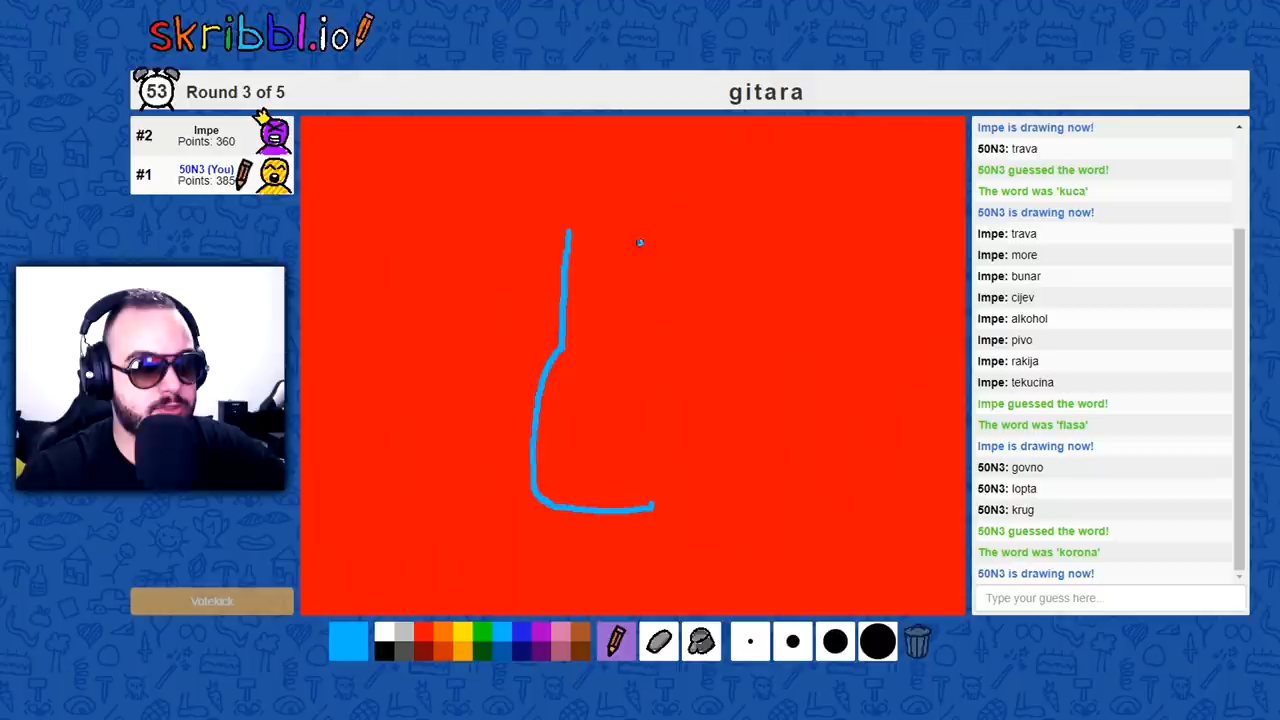 skribbl.io
53
Round 3 of 5
gitara
#2
Impe
Points: 360
#1
50N3 (You)
Points: 385
Votekick
Impe is drawing now!
50N3: trava
50N3 guessed the word!
The word was 'kuca'
50N3 is drawing now!
Impe: trava
Impe: more
Impe: bunar
Impe: cijev
Impe: alkohol
Impe: pivo
Impe: rakija
Impe: tekucina
Impe guessed the word!
The word was 'flasa'
Impe is drawing now!
50N3: govno
50N3: lopta
50N3: krug
50N3 guessed the word!
The word was 'korona'
50N3 is drawing now!
Type your guess here...